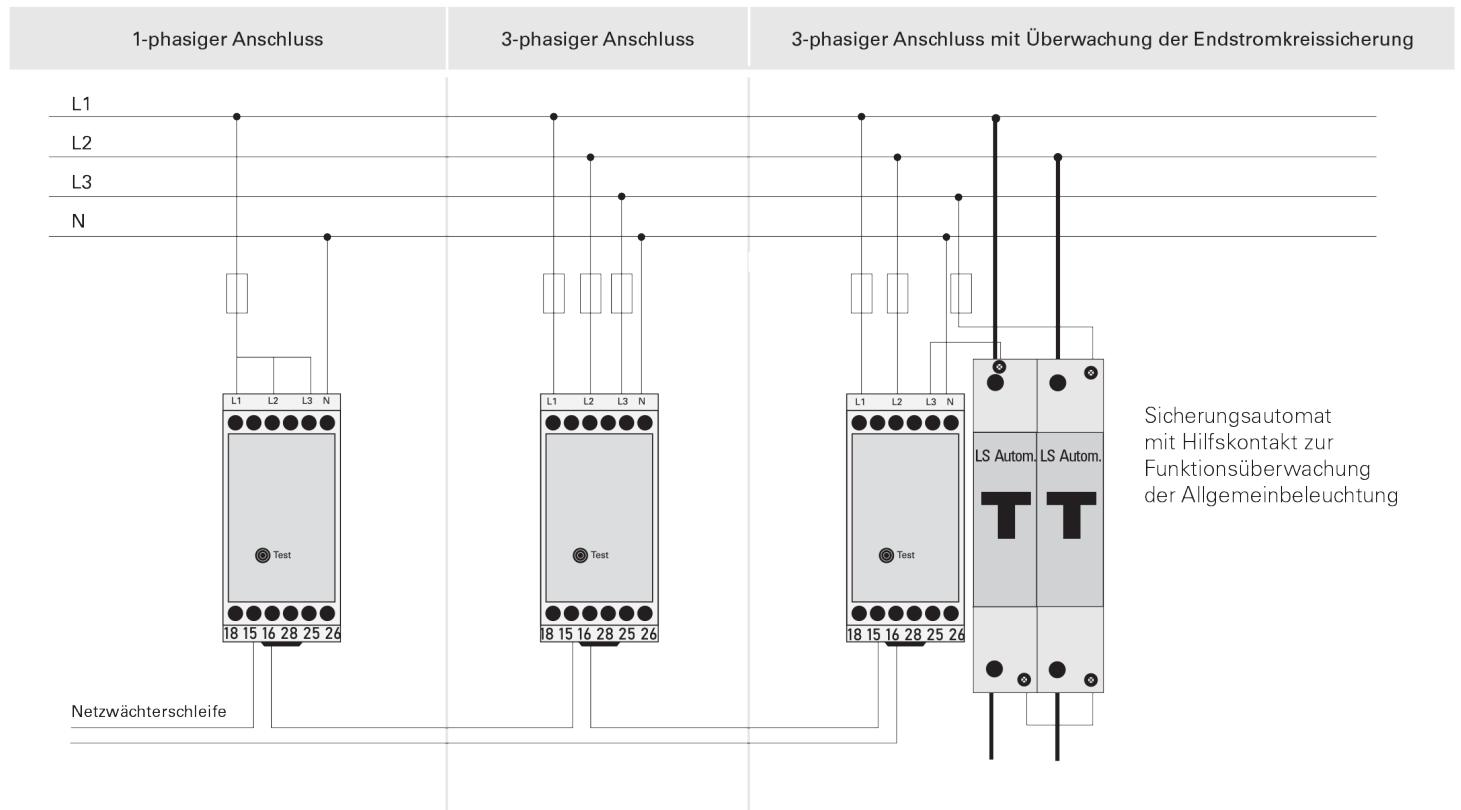 1-phasiger Anschluss
3-phasiger Anschluss
3-phasiger Anschluss mit Überwachung der Endstromkreissicherung
L1
L2
L3
N
L1 L2 L3 N
L1 L2 L3 N
L1 L2 L3 N
LS Autom. LS Autom.
Sicherungsautomat
mit Hilfskontakt zur
Funktionsüberwachung
der Allgemeinbeleuchtung
Test
Test
Test
18 15 16 28 25 26
18 15 16 28 25 26
18 15 16 28 25 26
Netzwächterschleife